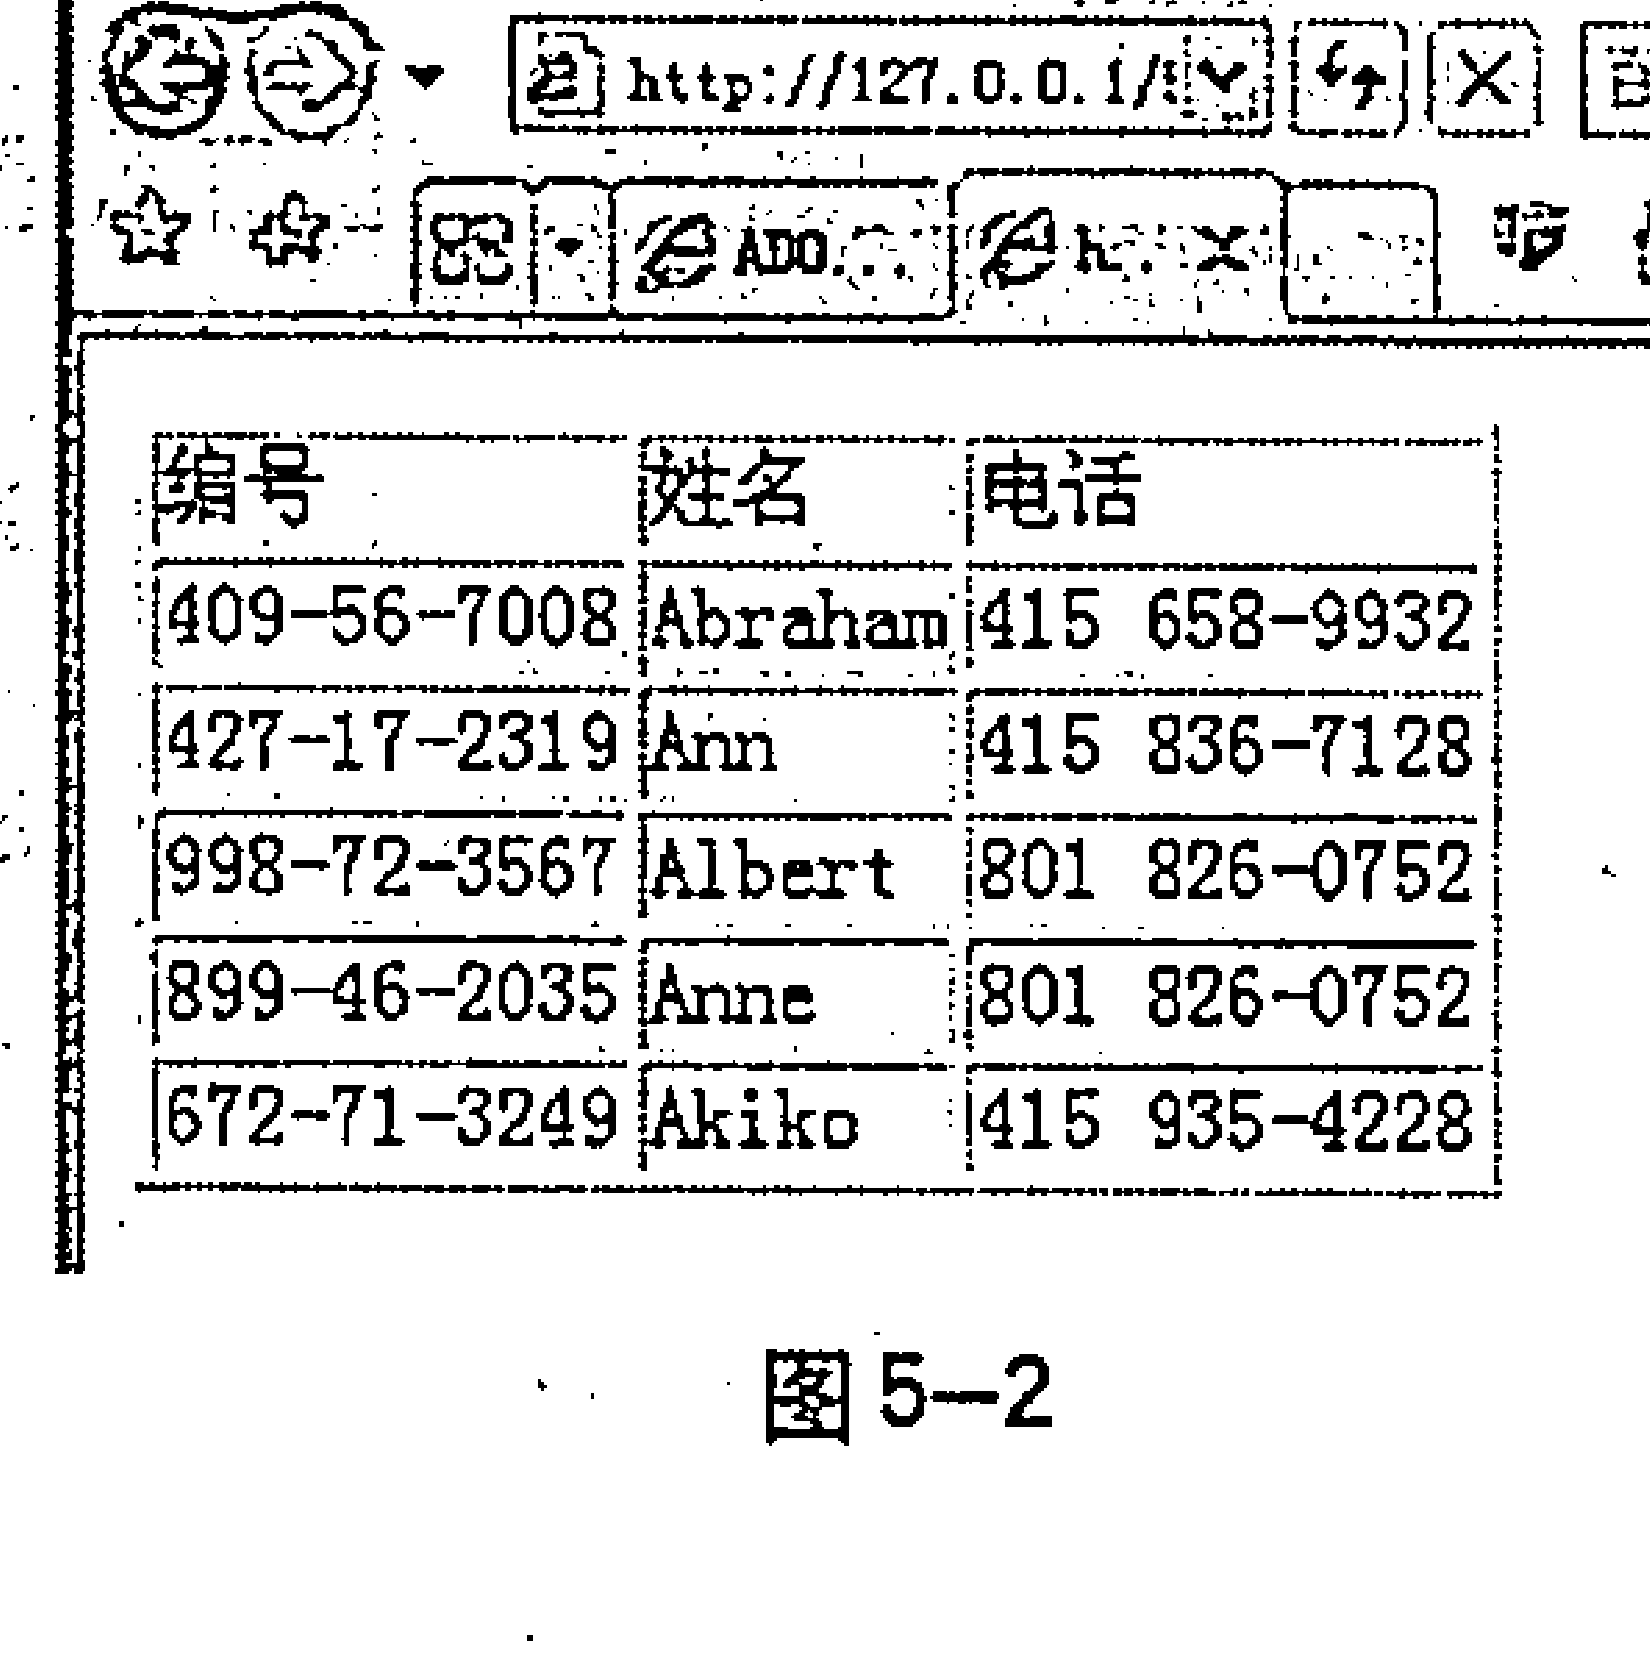 http://127.0.0.1/
ADO... h...
编号 姓名 电话
409-56-7008 Abraham 415 658-9932
427-17-2319 Ann 415 836-7128
998-72-3567 Albert 801 826-0752
899-46-2035 Anne 801 826-0752
672-71-3249 Akiko 415 935-4228
图 5-2